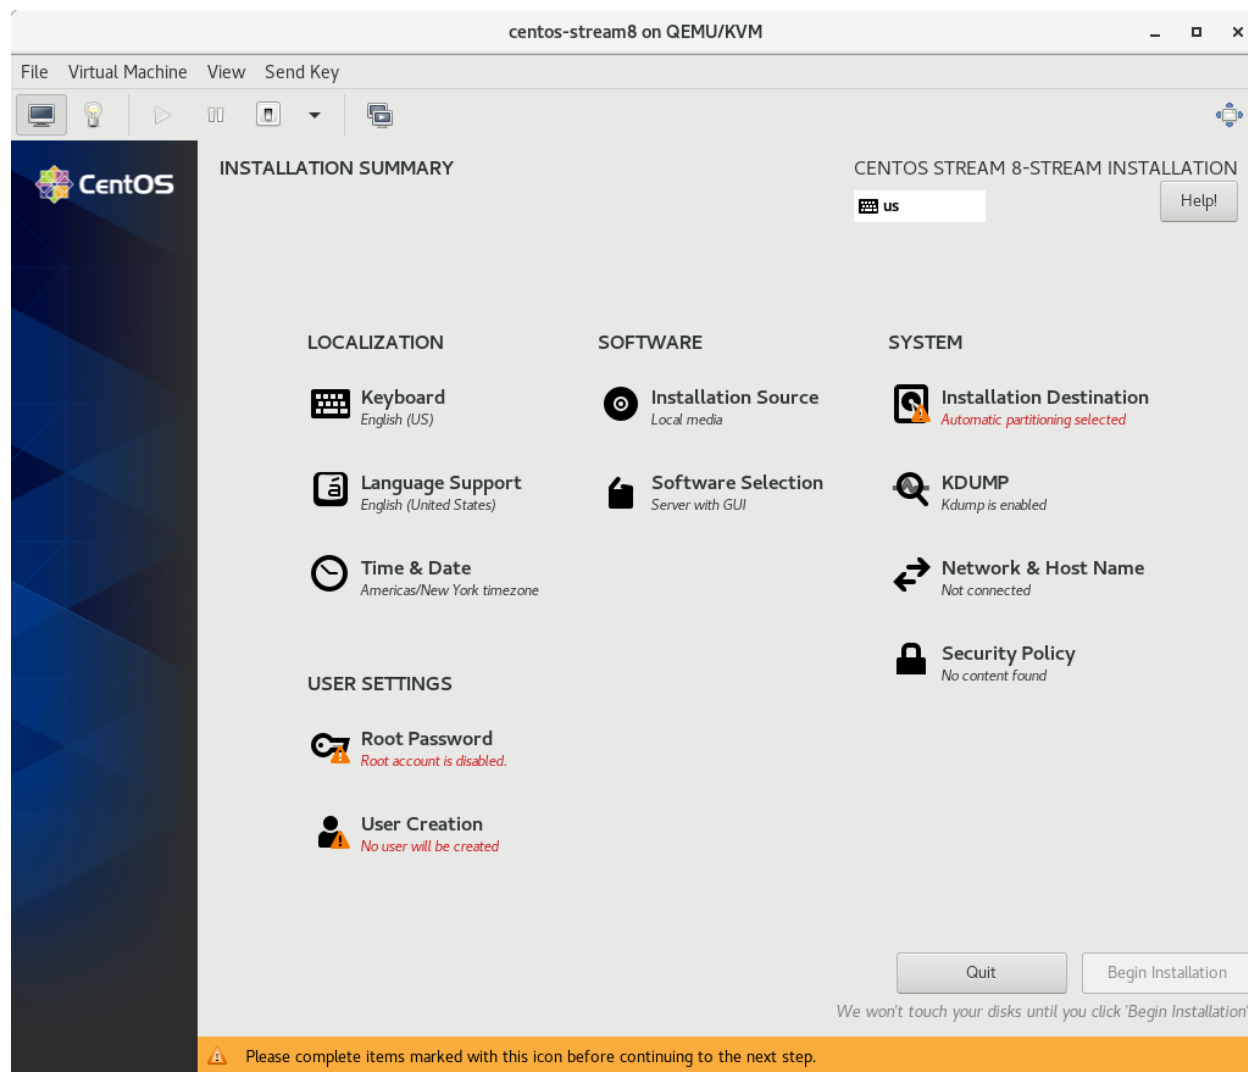 centos-stream8 on QEMU/KVM
File Virtual Machine View Send Key
CentOS
INSTALLATION SUMMARY
CENTOS STREAM 8-STREAM INSTALLATION
us
Help!
LOCALIZATION
Keyboard
English (US)
Language Support
English (United States)
Time & Date
Americas/New York timezone
USER SETTINGS
Root Password
Root account is disabled.
User Creation
No user will be created
SOFTWARE
Installation Source
Local media
Software Selection
Server with GUI
SYSTEM
Installation Destination
Automatic partitioning selected
KDUMP
Kdump is enabled
Network & Host Name
Not connected
Security Policy
No content found
Quit
Begin Installation
We won't touch your disks until you click 'Begin Installation'
Please complete items marked with this icon before continuing to the next step.